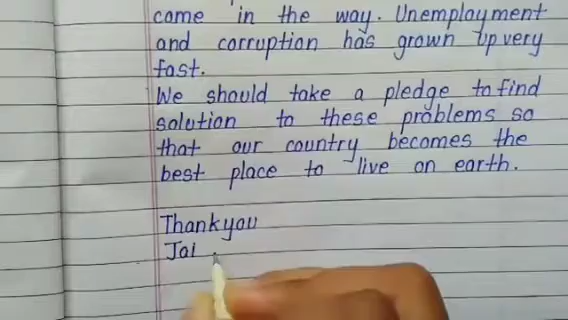 come in the way. Unemployment
and corruption has grown up very
fast.
We should take a pledge to find
solution to these problems so
that our country becomes the
best place to live on earth.
Thankyou
Jai